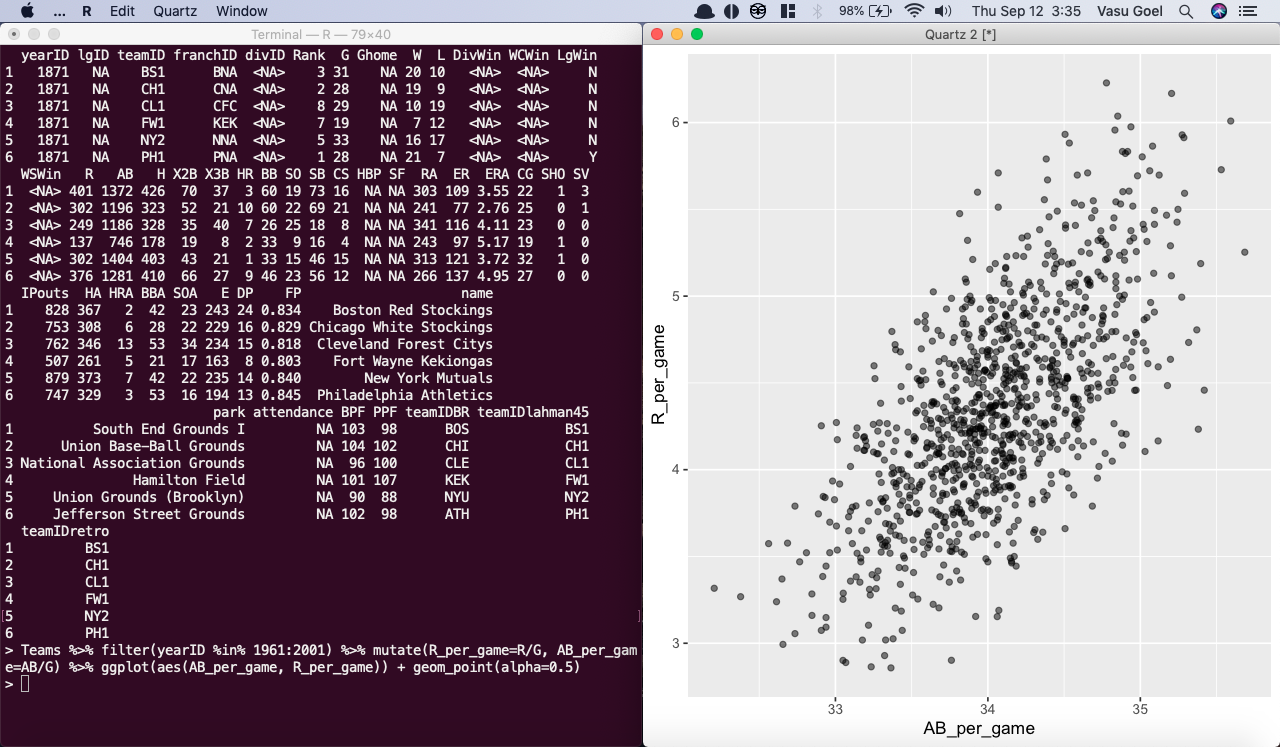 ... R Edit Quartz Window 98% Thu Sep 12 3:35 Vasu Goel
Terminal — R — 79×40
yearID lgID teamID franchID divID Rank G Ghome W L DivWin WCWin LgWin
1 1871 NA BS1 BNA <NA> 3 31 NA 20 10 <NA> <NA> N
2 1871 NA CH1 CNA <NA> 2 28 NA 19 9 <NA> <NA> N
3 1871 NA CL1 CFC <NA> 8 29 NA 10 19 <NA> <NA> N
4 1871 NA FW1 KEK <NA> 7 19 NA 7 12 <NA> <NA> N
5 1871 NA NY2 NNA <NA> 5 33 NA 16 17 <NA> <NA> N
6 1871 NA PH1 PNA <NA> 1 28 NA 21 7 <NA> <NA> Y
WSWin R AB H X2B X3B HR BB SO SB CS HBP SF RA ER ERA CG SHO SV
1 <NA> 401 1372 426 70 37 3 60 19 73 16 NA NA 303 109 3.55 22 1 3
2 <NA> 302 1196 323 52 21 10 60 22 69 21 NA NA 241 77 2.76 25 0 1
3 <NA> 249 1186 328 35 40 7 26 25 18 8 NA NA 341 116 4.11 23 0 0
4 <NA> 137 746 178 19 8 2 33 9 16 4 NA NA 243 97 5.17 19 1 0
5 <NA> 302 1404 403 43 21 1 33 15 46 15 NA NA 313 121 3.72 32 1 0
6 <NA> 376 1281 410 66 27 9 46 23 56 12 NA NA 266 137 4.95 27 0 0
IPouts HA HRA BBA SOA E DP FP name
1 828 367 2 42 23 243 24 0.834 Boston Red Stockings
2 753 308 6 28 22 229 16 0.829 Chicago White Stockings
3 762 346 13 53 34 234 15 0.818 Cleveland Forest Citys
4 507 261 5 21 17 163 8 0.803 Fort Wayne Kekiongas
5 879 373 7 42 22 235 14 0.840 New York Mutuals
6 747 329 3 53 16 194 13 0.845 Philadelphia Athletics
park attendance BPF PPF teamIDBR teamIDlahman45
1 South End Grounds I NA 103 98 BOS BS1
2 Union Base-Ball Grounds NA 104 102 CHI CH1
3 National Association Grounds NA 96 100 CLE CL1
4 Hamilton Field NA 101 107 KEK FW1
5 Union Grounds (Brooklyn) NA 90 88 NYU NY2
6 Jefferson Street Grounds NA 102 98 ATH PH1
teamIDretro
1 BS1
2 CH1
3 CL1
4 FW1
5 NY2
6 PH1
> Teams %>% filter(yearID %in% 1961:2001) %>% mutate(R_per_game=R/G, AB_per_gam
e=AB/G) %>% ggplot(aes(AB_per_game, R_per_game)) + geom_point(alpha=0.5)
>
Quartz 2 [*]
6
5
4
3
R_per_game
33 34 35
AB_per_game